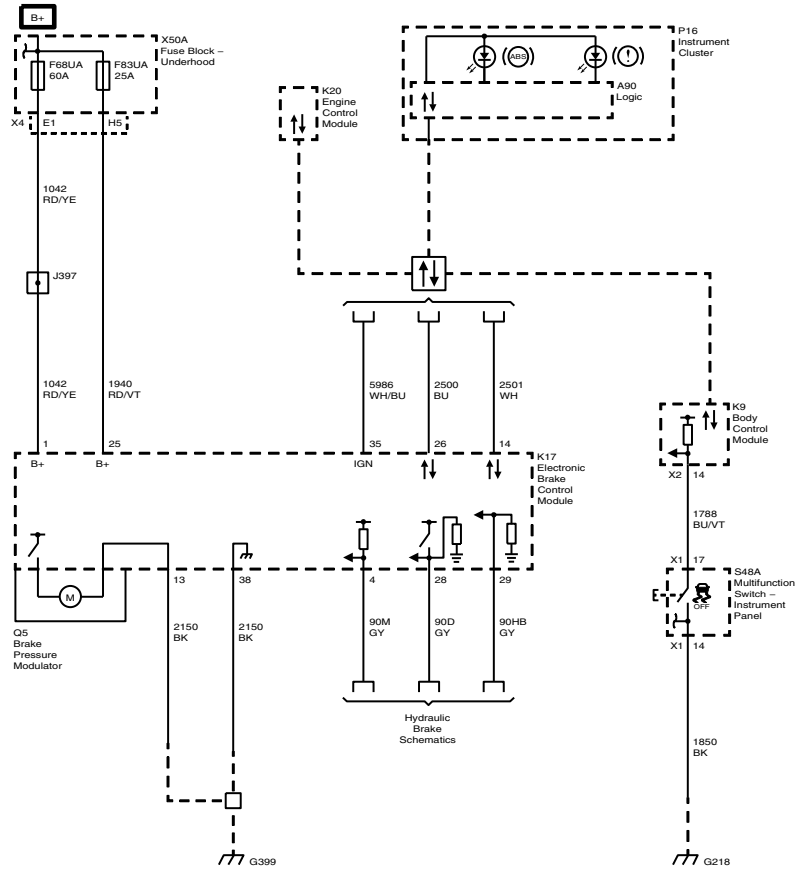 B+
X50A
Fuse Block –
Underhood
F68UA
60A
F83UA
25A
X4
E1
H5
K20
Engine
Control
Module
P16
Instrument
Cluster
ABS
!
A90
Logic
1042
RD/YE
J397
1042
RD/YE
1940
RD/VT
5986
WH/BU
2500
BU
2501
WH
K9
Body
Control
Module
X2
14
1
25
35
26
14
B+
B+
IGN
K17
Electronic
Brake
Control
Module
1788
BU/VT
X1
17
S48A
Multifunction
Switch –
Instrument
Panel
OFF
X1
14
M
13
38
4
28
29
Q5
Brake
Pressure
Modulator
2150
BK
2150
BK
90M
GY
90D
GY
90HB
GY
Hydraulic
Brake
Schematics
1850
BK
G399
G218